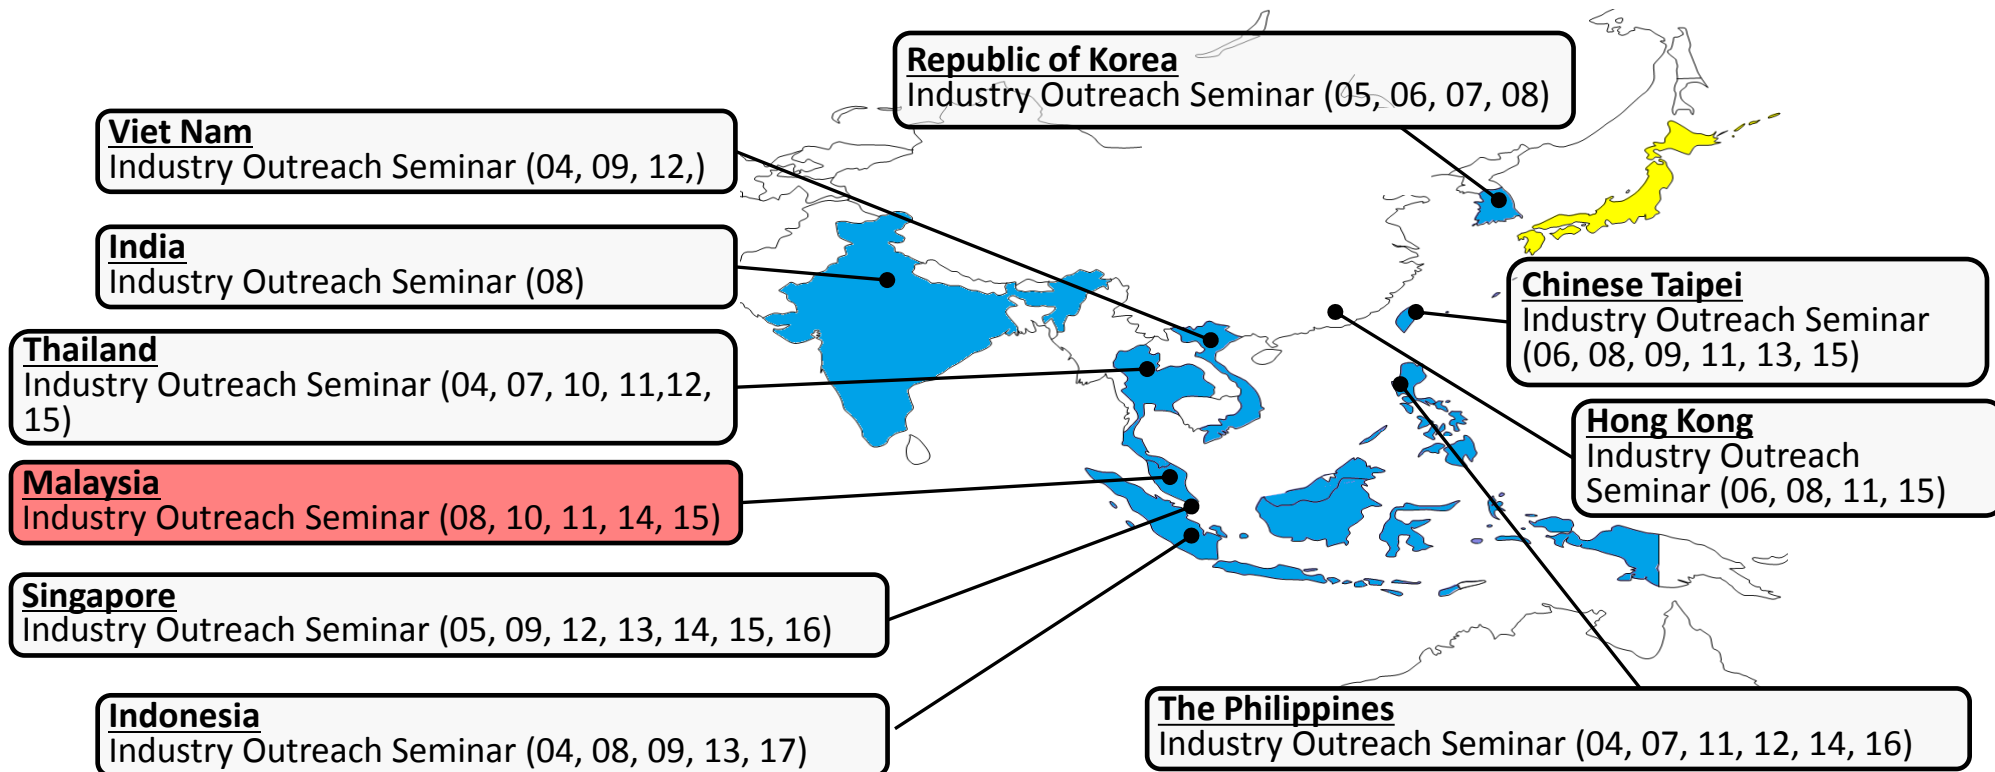 Republic of Korea
Industry Outreach Seminar (05, 06, 07, 08)
Viet Nam
Industry Outreach Seminar (04, 09, 12,)
India
Industry Outreach Seminar (08)
Chinese Taipei
Industry Outreach Seminar
(06, 08, 09, 11, 13, 15)
Thailand
Industry Outreach Seminar (04, 07, 10, 11,12,
15)
Hong Kong
Industry Outreach
Seminar (06, 08, 11, 15)
Malaysia
Industry Outreach Seminar (08, 10, 11, 14, 15)
Singapore
Industry Outreach Seminar (05, 09, 12, 13, 14, 15, 16)
Indonesia
Industry Outreach Seminar (04, 08, 09, 13, 17)
The Philippines
Industry Outreach Seminar (04, 07, 11, 12, 14, 16)